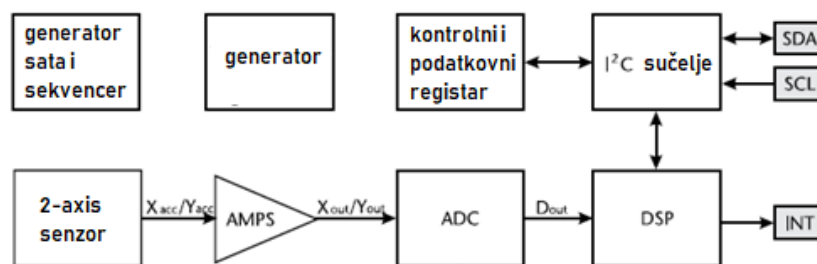 generator
sata i
sekvencer
generator
kontrolni i
podatkovni
registar
I²C sučelje
SDA
SCL
2-axis
senzor
Xacc/Yacc
AMPS
Xout/Yout
ADC
Dout
DSP
INT